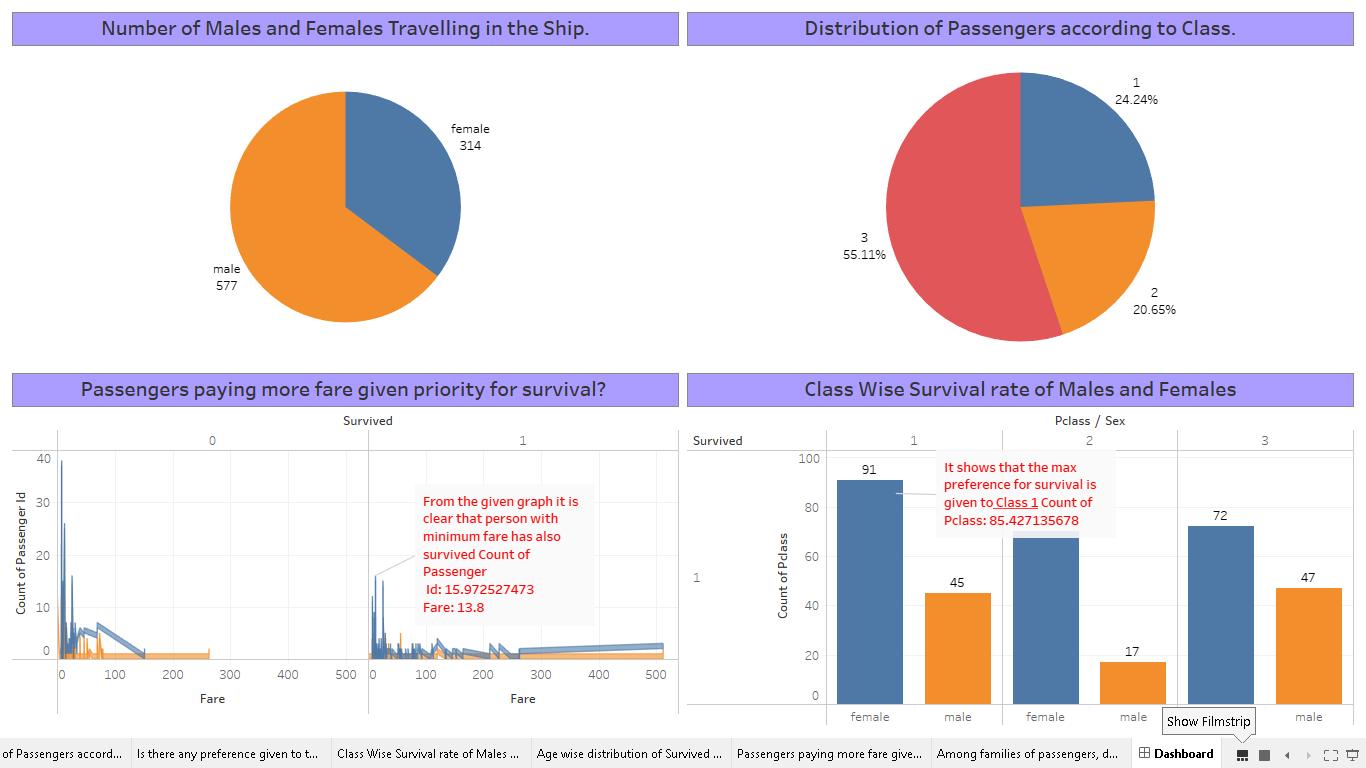 Number of Males and Females Travelling in the Ship.
female
314
male
577
Distribution of Passengers according to Class.
1
24.24%
3
55.11%
2
20.65%
Passengers paying more fare given priority for survival?
Survived
0
1
Count of Passenger Id
40
30
20
10
0
From the given graph it is
clear that person with
minimum fare has also
survived Count of
Passenger
Id: 15.972527473
Fare: 13.8
0 100 200 300 400 500
0 100 200 300 400 500
Fare
Fare
Class Wise Survival rate of Males and Females
Pclass / Sex
Survived
1
2
3
1
Count of Pclass
100
80
60
40
20
0
It shows that the max
preference for survival is
given to Class 1 Count of
Pclass: 85.427135678
91
45
17
72
47
female
male
female
male
male
Show Filmstrip
of Passengers accord...
Is there any preference given to t...
Class Wise Survival rate of Males ...
Age wise distribution of Survived ...
Passengers paying more fare give...
Among families of passengers, d...
Dashboard